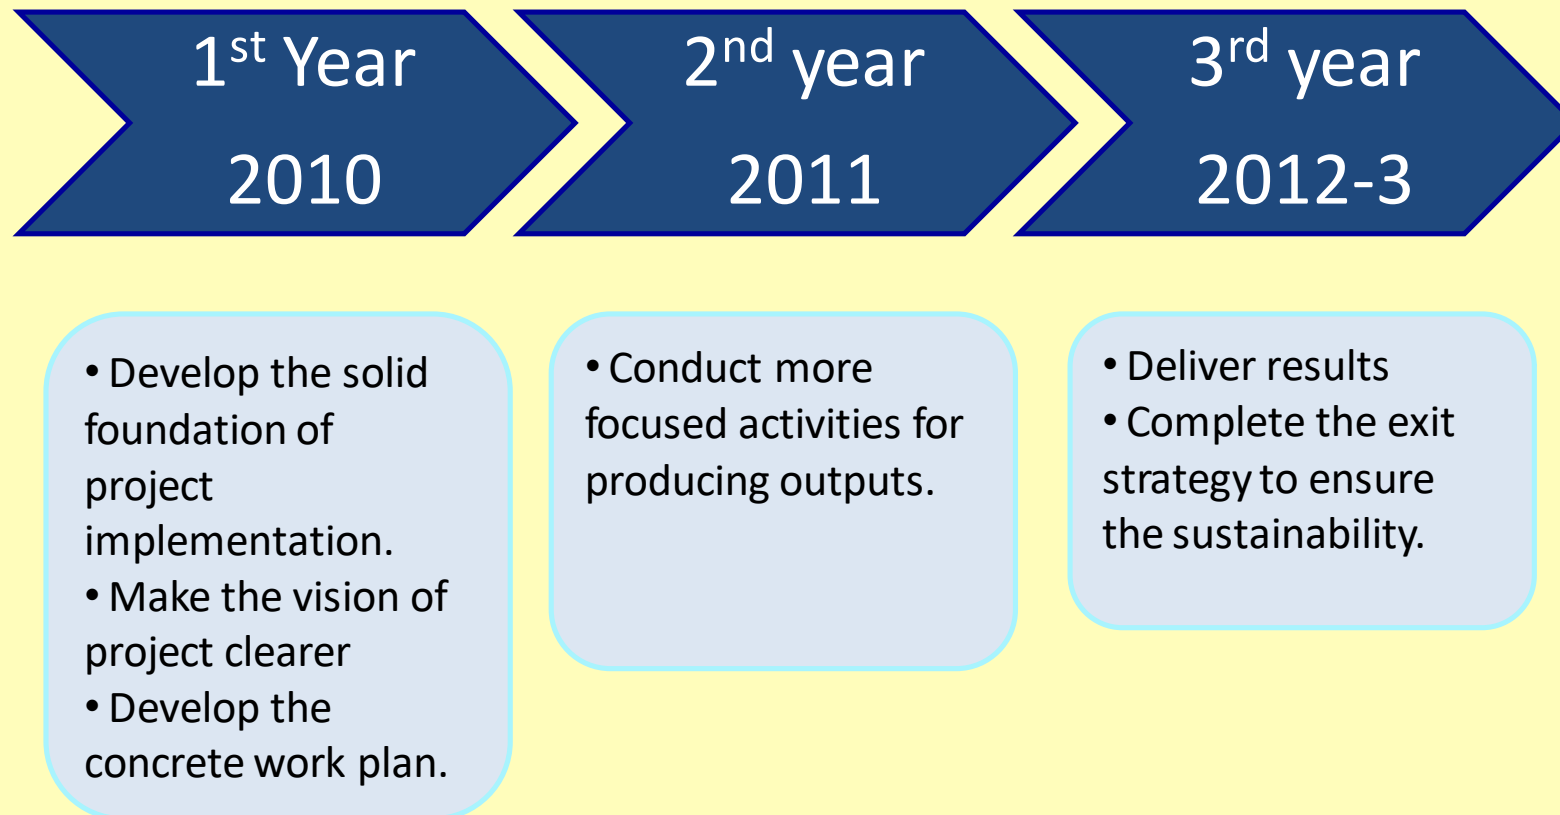 1st Year
2010
2nd year
2011
3rd year
2012-3
• Develop the solid
foundation of
project
implementation.
• Make the vision of
project clearer
• Develop the
concrete work plan.
• Conduct more
focused activities for
producing outputs.
• Deliver results
• Complete the exit
strategy to ensure
the sustainability.